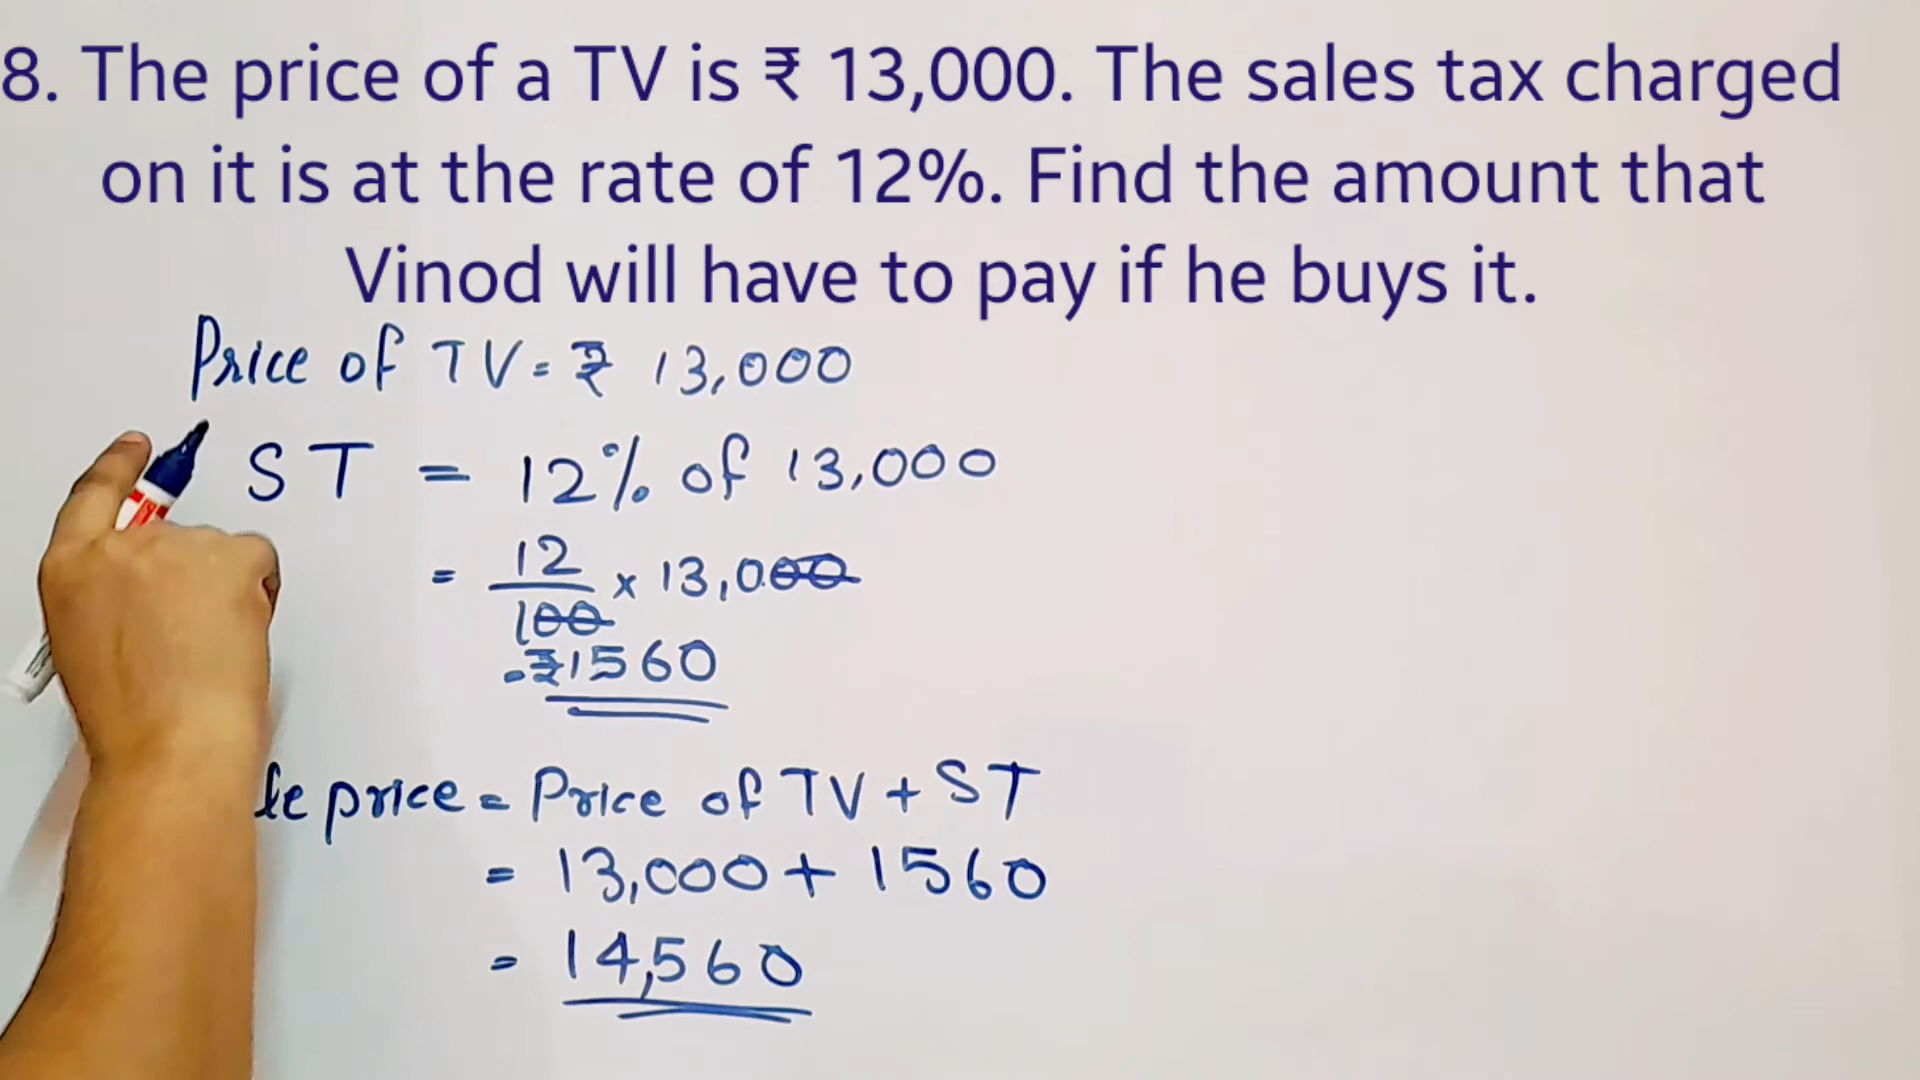 8. The price of a TV is ₹ 13,000. The sales tax charged
on it is at the rate of 12%. Find the amount that
Vinod will have to pay if he buys it.
Price of TV = ₹ 13,000
ST = 12% of 13,000
= 12/100 x 13,000
= ₹1560
le price = Price of TV + ST
= 13,000 + 1560
= 14,560